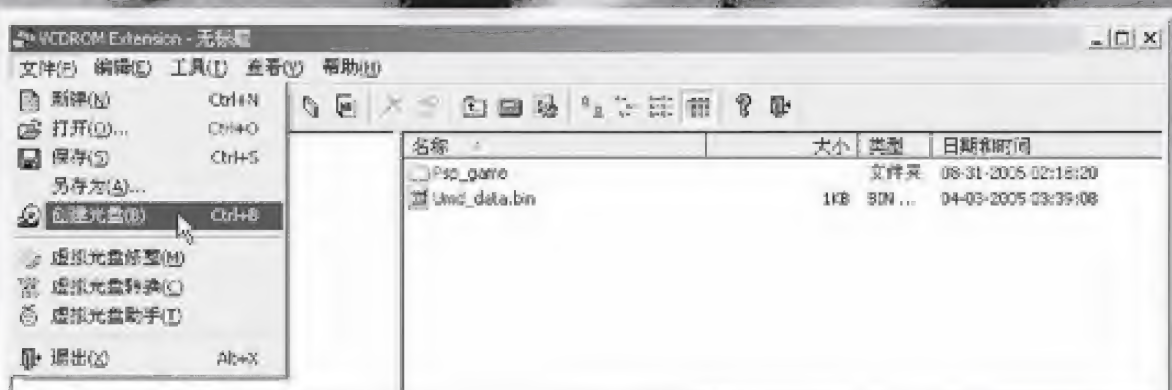 VCDROM Extension - 无标题
文件(F) 编辑(E) 工具(T) 查看(V) 帮助(H)
新建(N) Ctrl+N
打开(O)... Ctrl+O
保存(S) Ctrl+S
另存为(A)...
创建光盘(B) Ctrl+B
虚拟光盘修整(M)
虚拟光盘转换(C)
虚拟光盘助手(T)
退出(X) Alt+X
名称 大小 类型 日期和时间
Psp_game 文件夹 08-31-2005 02:18:20
Umd_data.bin 1KB BIN ... 04-03-2005 03:39:08